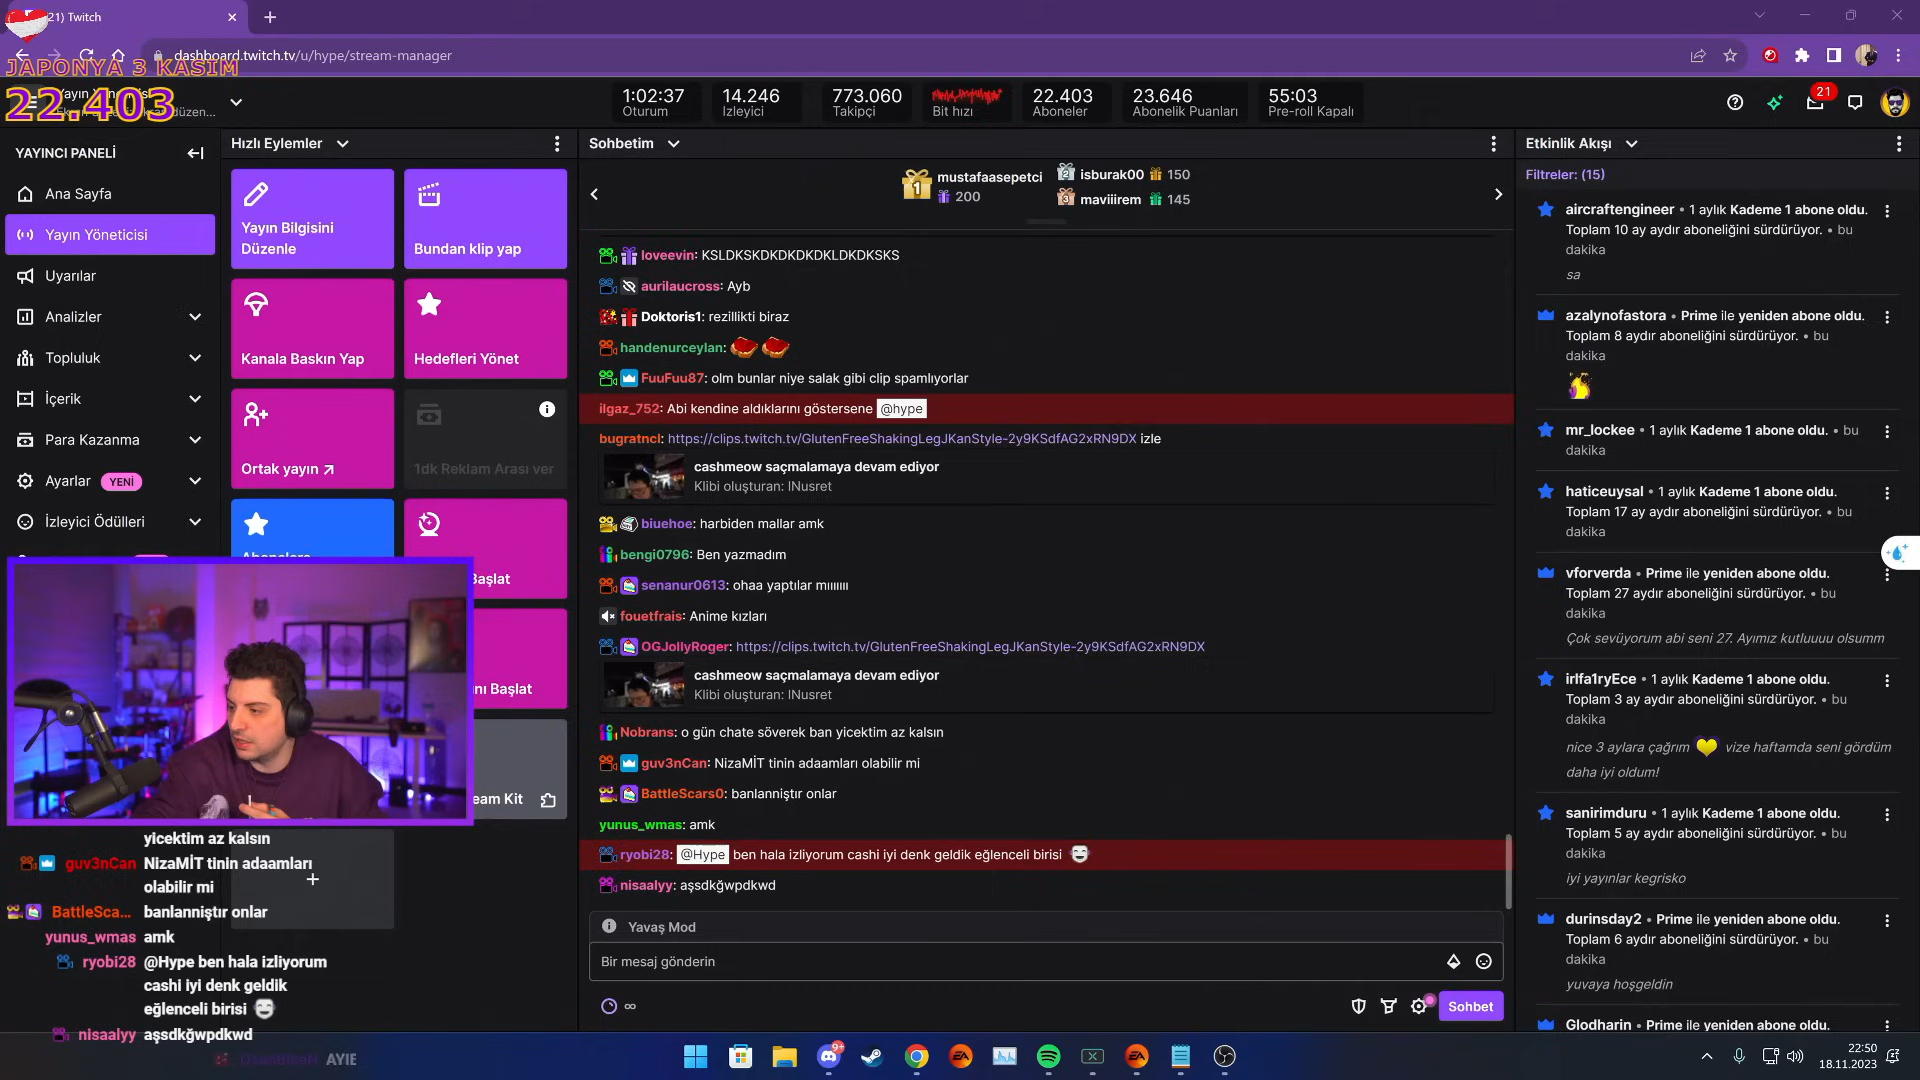 21) Twitch
dashboard.twitch.tv/u/hype/stream-manager
JAPONYA 3 KASIM
22.403
1:02:37
Oturum
14.246
İzleyici
773.060
Takipçi
Bit hızı
22.403
Aboneler
23.646
Abonelik Puanları
55:03
Pre-roll Kapalı
21
YAYINCI PANELİ
Ana Sayfa
Yayın Yöneticisi
Uyarılar
Analizler
Topluluk
İçerik
Para Kazanma
Ayarlar YENİ
İzleyici Ödülleri
Hızlı Eylemler
Yayın Bilgisini
Düzenle
Bundan klip yap
Kanala Baskın Yap
Hedefleri Yönet
Ortak yayın
1dk Reklam Arası ver
Sohbetim
1 mustafaasepetci
200
2 isburak00 150
3 maviiirem 145
loveevin: KSLDKSKDKDKDKDKLDKDKSKS
aurilaucross: Ayb
Doktoris1: rezillikti biraz
handenurceylan:
FuuFuu87: olm bunlar niye salak gibi clip spamlıyorlar
ilgaz_752: Abi kendine aldıklarını göstersene @hype
bugratncl: https://clips.twitch.tv/GlutenFreeShakingLegJKanStyle-2y9KSdfAG2xRN9DX izle
cashmeow saçmalamaya devam ediyor
Klibi oluşturan: INusret
biuehoe: harbiden mallar amk
bengi0796: Ben yazmadım
senanur0613: ohaa yaptılar mıııııııı
fouetfrais: Anime kızları
OGJollyRoger: https://clips.twitch.tv/GlutenFreeShakingLegJKanStyle-2y9KSdfAG2xRN9DX
cashmeow saçmalamaya devam ediyor
Klibi oluşturan: INusret
Nobrans: o gün chate söverek ban yicektim az kalsın
guv3nCan: NizaMİT tinin adaamları olabilir mi
BattleScars0: banlanniştır onlar
yunus_wmas: amk
ryobi28: @Hype ben hala izliyorum cashi iyi denk geldik eğlenceli birisi
nisaalyy: aşsdkğwpdkwd
Yavaş Mod
Bir mesaj gönderin
Sohbet
Etkinlik Akışı
Filtreler: (15)
aircraftengineer • 1 aylık Kademe 1 abone oldu.
Toplam 10 ay aydır aboneliğini sürdürüyor. • bu
dakika
sa
azalynofastora • Prime ile yeniden abone oldu.
Toplam 8 aydır aboneliğini sürdürüyor. • bu
dakika
mr_lockee • 1 aylık Kademe 1 abone oldu. • bu
dakika
haticeuysal • 1 aylık Kademe 1 abone oldu.
Toplam 17 ay aydır aboneliğini sürdürüyor. • bu
dakika
vforverda • Prime ile yeniden abone oldu.
Toplam 27 aydır aboneliğini sürdürüyor. • bu
dakika
Çok sevüyorum abi seni 27. Ayımız kutluuuu olsumm
irlfa1ryEce • 1 aylık Kademe 1 abone oldu.
Toplam 3 ay aydır aboneliğini sürdürüyor. • bu
dakika
nice 3 aylara çağrım vize haftamda seni gördüm
daha iyi oldum!
sanirimduru • 1 aylık Kademe 1 abone oldu.
Toplam 5 ay aydır aboneliğini sürdürüyor. • bu
dakika
iyi yayınlar kegrisko
durinsday2 • Prime ile yeniden abone oldu.
Toplam 6 aydır aboneliğini sürdürüyor. • bu
dakika
yuvaya hoşgeldin
Glodharin • Prime ile yeniden abone oldu.
yicektim az kalsın
guv3nCan NizaMİT tinin adaamları
olabilir mi
BattleSca... banlanniştır onlar
yunus_wmas amk
ryobi28 @Hype ben hala izliyorum
cashi iyi denk geldik
eğlenceli birisi
nisaalyy aşsdkğwpdkwd
AYIE
9+
22:50
18.11.2023